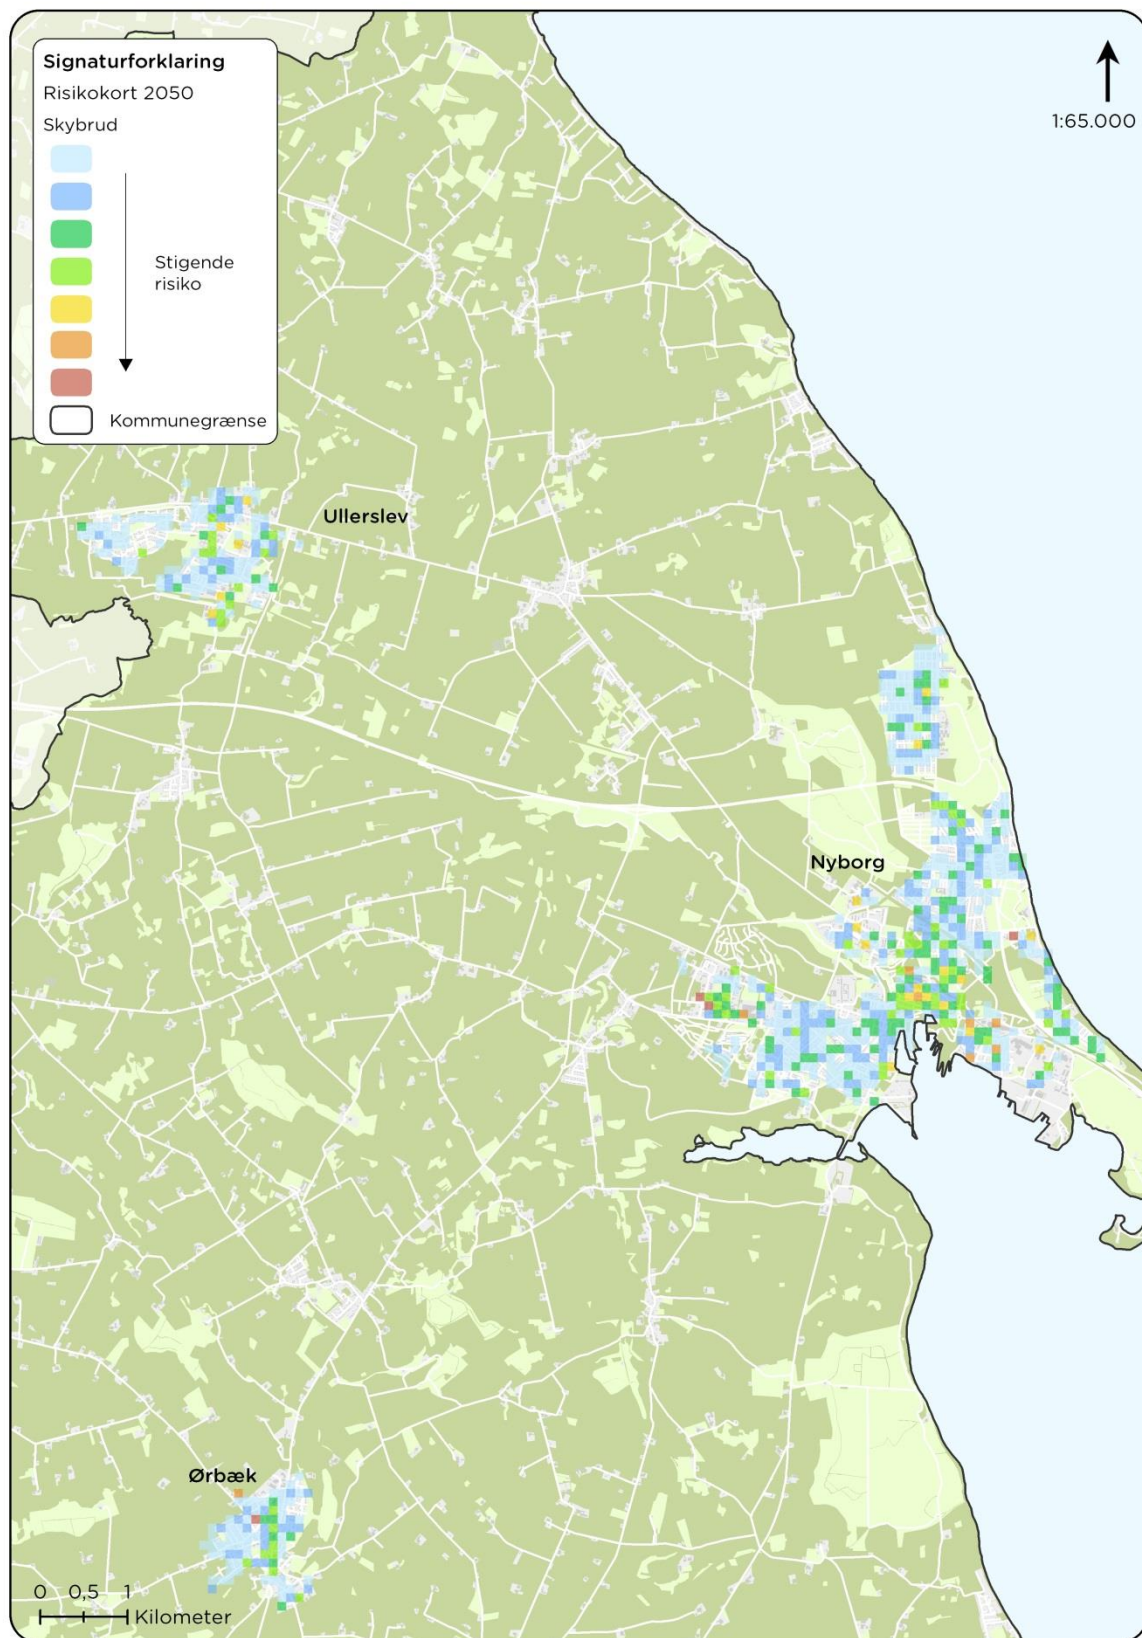 Signaturforklaring
Risikokort 2050
Skybrud
Stigende
risiko
Kommunegrænse
1:65.000
Ullerslev
Nyborg
Ørbæk
0 0,5 1
Kilometer